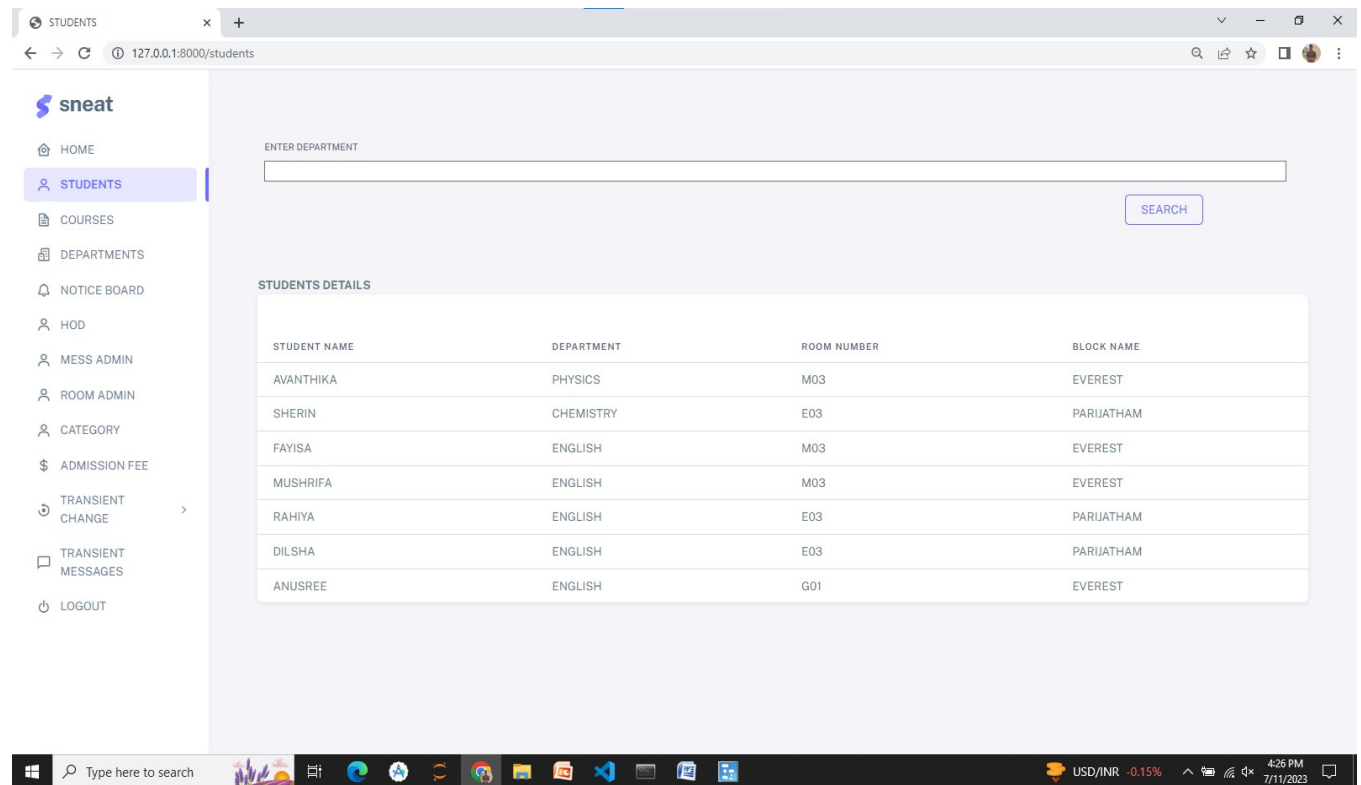 STUDENTS
127.0.0.1:8000/students
sneat
HOME
STUDENTS
COURSES
DEPARTMENTS
NOTICE BOARD
HOD
MESS ADMIN
ROOM ADMIN
CATEGORY
ADMISSION FEE
TRANSIENT
CHANGE
TRANSIENT
MESSAGES
LOGOUT
ENTER DEPARTMENT
SEARCH
STUDENTS DETAILS
STUDENT NAME DEPARTMENT ROOM NUMBER BLOCK NAME
AVANTHIKA PHYSICS M03 EVEREST
SHERIN CHEMISTRY E03 PARIJATHAM
FAYISA ENGLISH M03 EVEREST
MUSHRIFA ENGLISH M03 EVEREST
RAHIYA ENGLISH E03 PARIJATHAM
DILSHA ENGLISH E03 PARIJATHAM
ANUSREE ENGLISH G01 EVEREST
Type here to search
USD/INR -0.15%
4:26 PM
7/11/2023